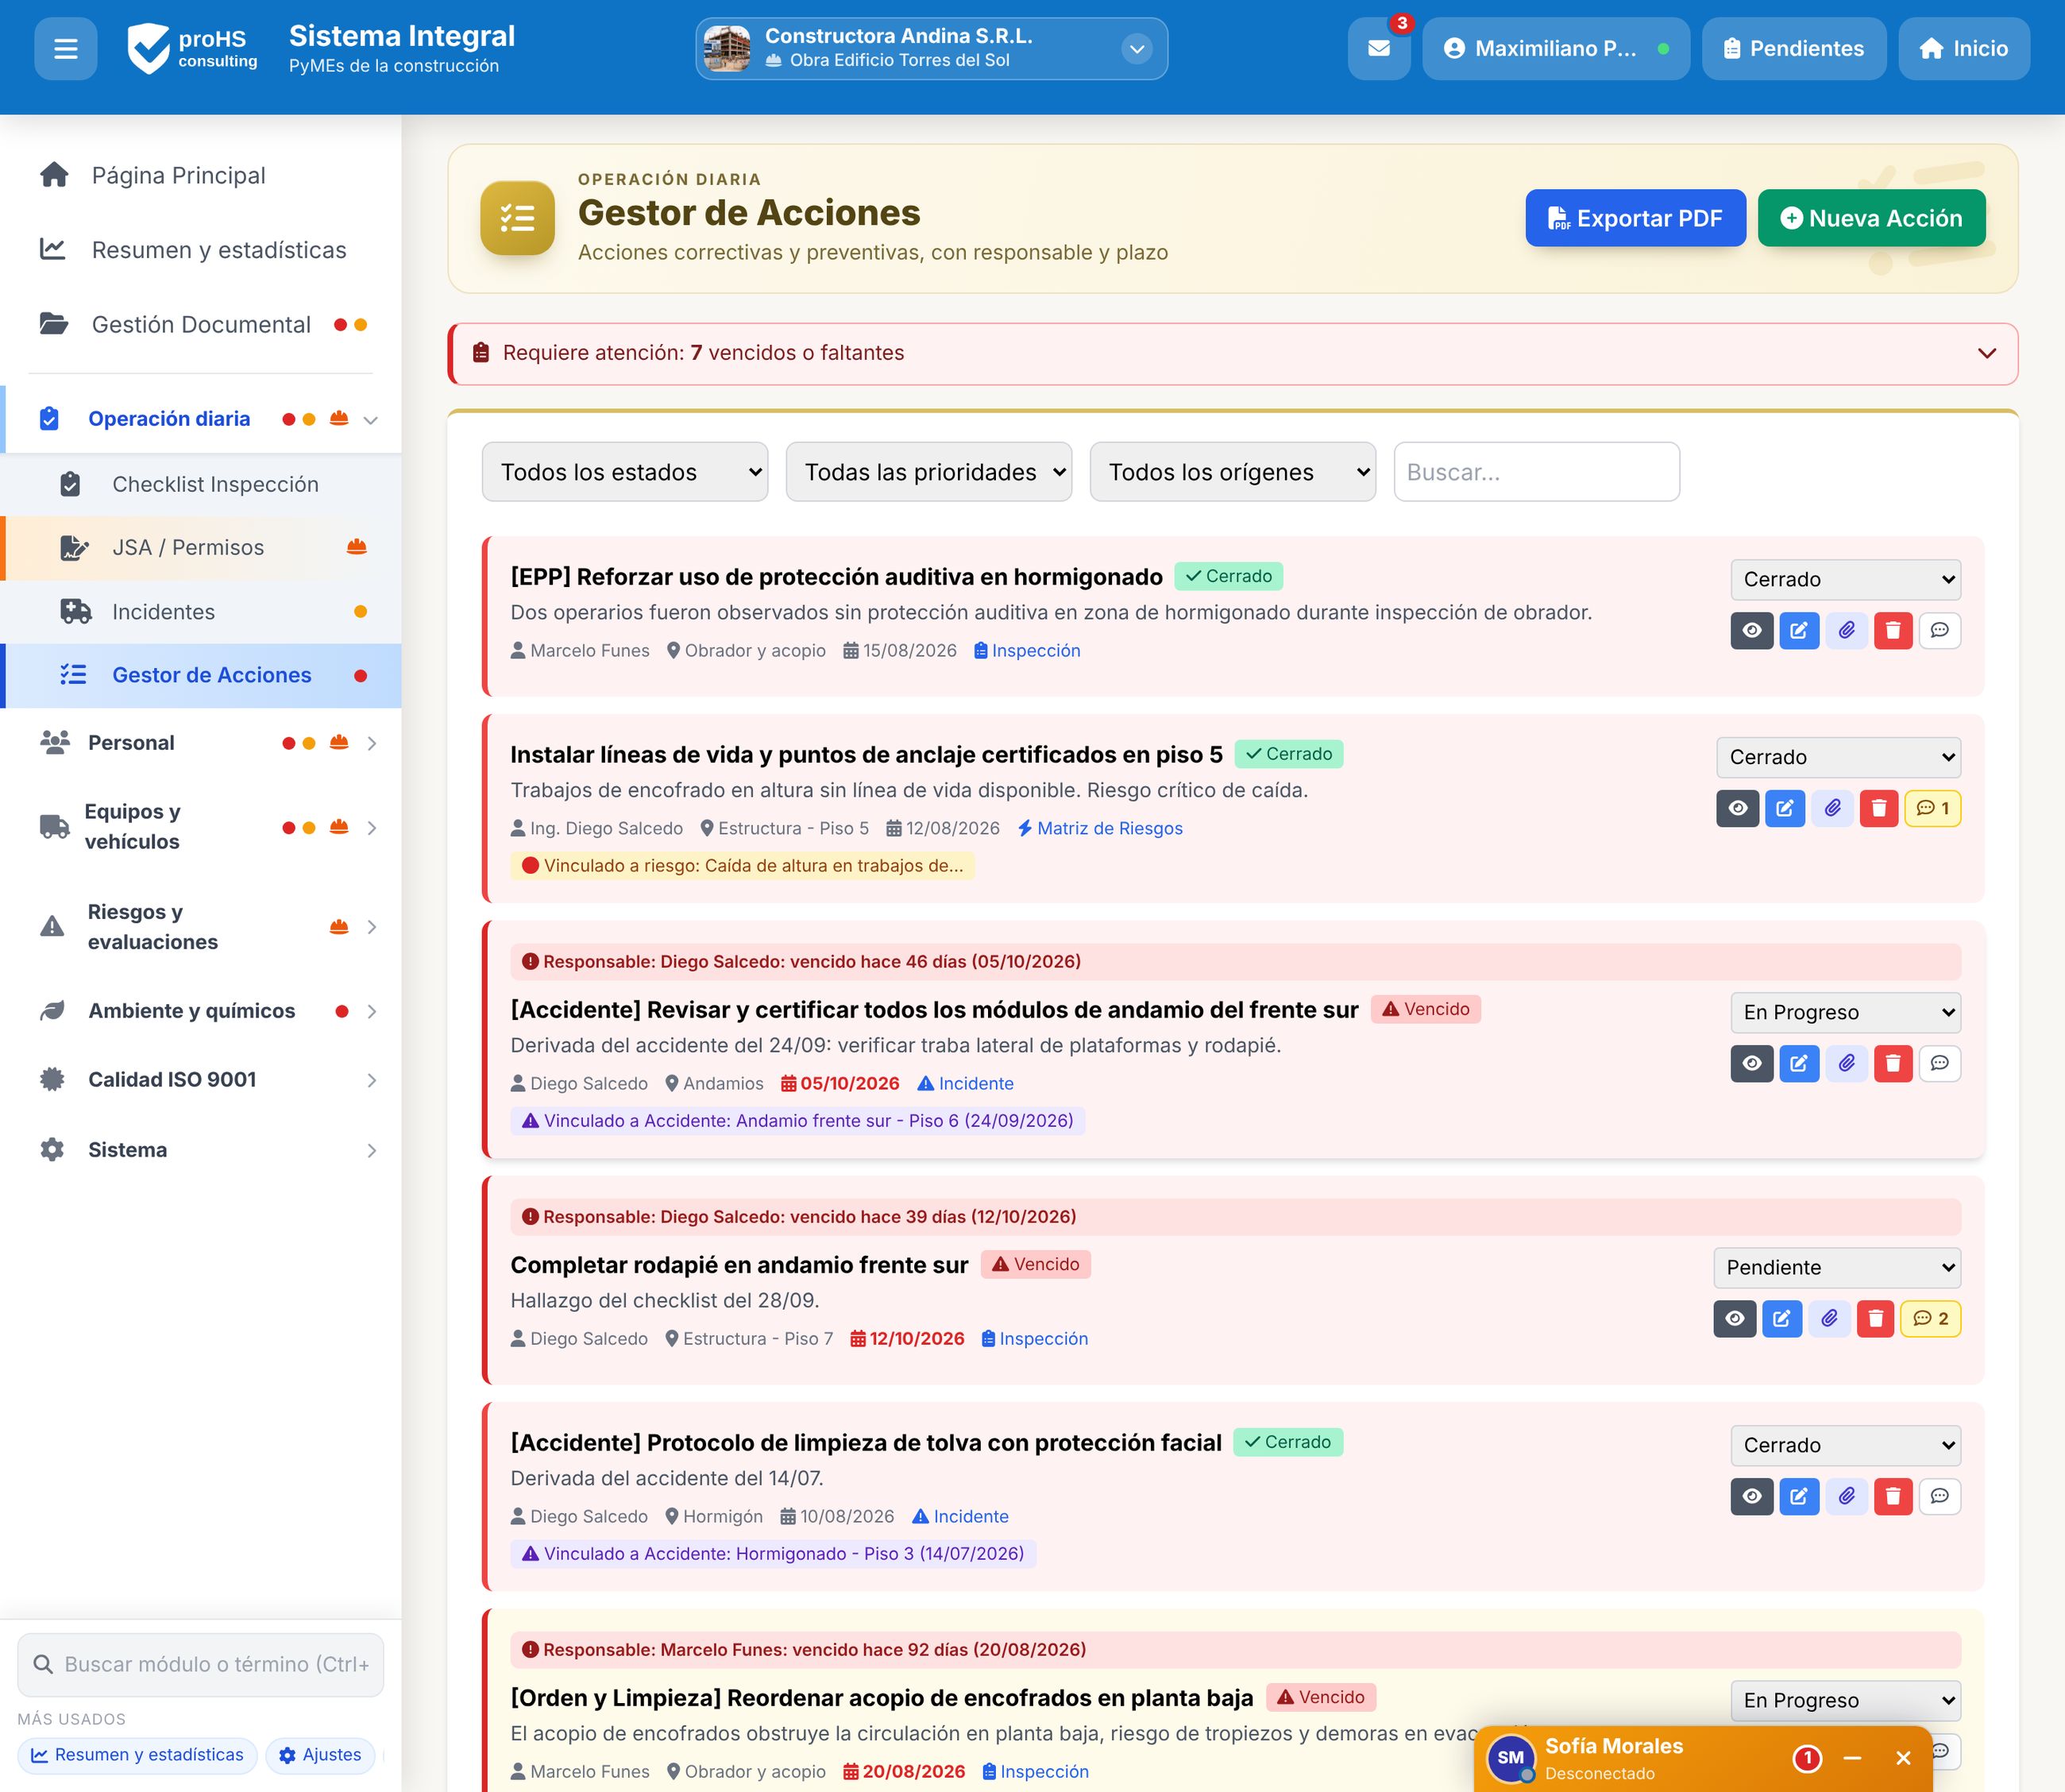 proHS
consulting
Sistema Integral
PyMEs de la construcción
Constructora Andina S.R.L.
Obra Edificio Torres del Sol
3
Maximiliano P...
Pendientes
Inicio
Página Principal
Resumen y estadísticas
Gestión Documental
Operación diaria
Checklist Inspección
JSA / Permisos
Incidentes
Gestor de Acciones
Personal
Equipos y
vehículos
Riesgos y
evaluaciones
Ambiente y químicos
Calidad ISO 9001
Sistema
Buscar módulo o término (Ctrl+
MÁS USADOS
Resumen y estadísticas
Ajustes
OPERACIÓN DIARIA
Gestor de Acciones
Acciones correctivas y preventivas, con responsable y plazo
PDF Exportar PDF
Nueva Acción
Requiere atención: 7 vencidos o faltantes
Todos los estados
Todas las prioridades
Todos los orígenes
Buscar...
[EPP] Reforzar uso de protección auditiva en hormigonado Cerrado
Dos operarios fueron observados sin protección auditiva en zona de hormigonado durante inspección de obrador.
Marcelo Funes Obrador y acopio 15/08/2026 Inspección
Cerrado
Instalar líneas de vida y puntos de anclaje certificados en piso 5 Cerrado
Trabajos de encofrado en altura sin línea de vida disponible. Riesgo crítico de caída.
Ing. Diego Salcedo Estructura - Piso 5 12/08/2026 Matriz de Riesgos
Vinculado a riesgo: Caída de altura en trabajos de...
Cerrado
1
Responsable: Diego Salcedo: vencido hace 46 días (05/10/2026)
[Accidente] Revisar y certificar todos los módulos de andamio del frente sur Vencido
Derivada del accidente del 24/09: verificar traba lateral de plataformas y rodapié.
Diego Salcedo Andamios 05/10/2026 Incidente
Vinculado a Accidente: Andamio frente sur - Piso 6 (24/09/2026)
En Progreso
Responsable: Diego Salcedo: vencido hace 39 días (12/10/2026)
Completar rodapié en andamio frente sur Vencido
Hallazgo del checklist del 28/09.
Diego Salcedo Estructura - Piso 7 12/10/2026 Inspección
Pendiente
2
[Accidente] Protocolo de limpieza de tolva con protección facial Cerrado
Derivada del accidente del 14/07.
Diego Salcedo Hormigón 10/08/2026 Incidente
Vinculado a Accidente: Hormigonado - Piso 3 (14/07/2026)
Cerrado
Responsable: Marcelo Funes: vencido hace 92 días (20/08/2026)
[Orden y Limpieza] Reordenar acopio de encofrados en planta baja Vencido
El acopio de encofrados obstruye la circulación en planta baja, riesgo de tropiezos y demoras en
Marcelo Funes Obrador y acopio 20/08/2026 Inspección
En Progreso
SM
Sofía Morales
Desconectado
1